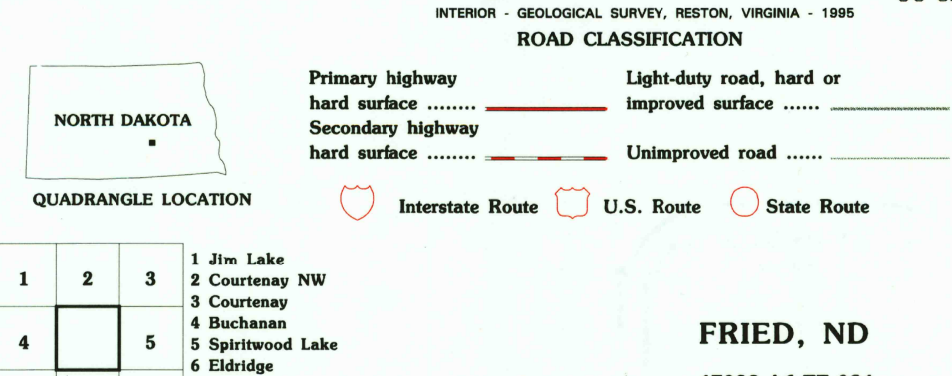 INTERIOR - GEOLOGICAL SURVEY, RESTON, VIRGINIA - 1995
ROAD CLASSIFICATION
Primary highway
hard surface ........
Light-duty road, hard or
improved surface ......
Secondary highway
hard surface ........
Unimproved road ......
Interstate Route
U.S. Route
State Route
NORTH DAKOTA
QUADRANGLE LOCATION
1 2 3
4 5
1 Jim Lake
2 Courtenay NW
3 Courtenay
4 Buchanan
5 Spiritwood Lake
6 Eldridge
FRIED, ND